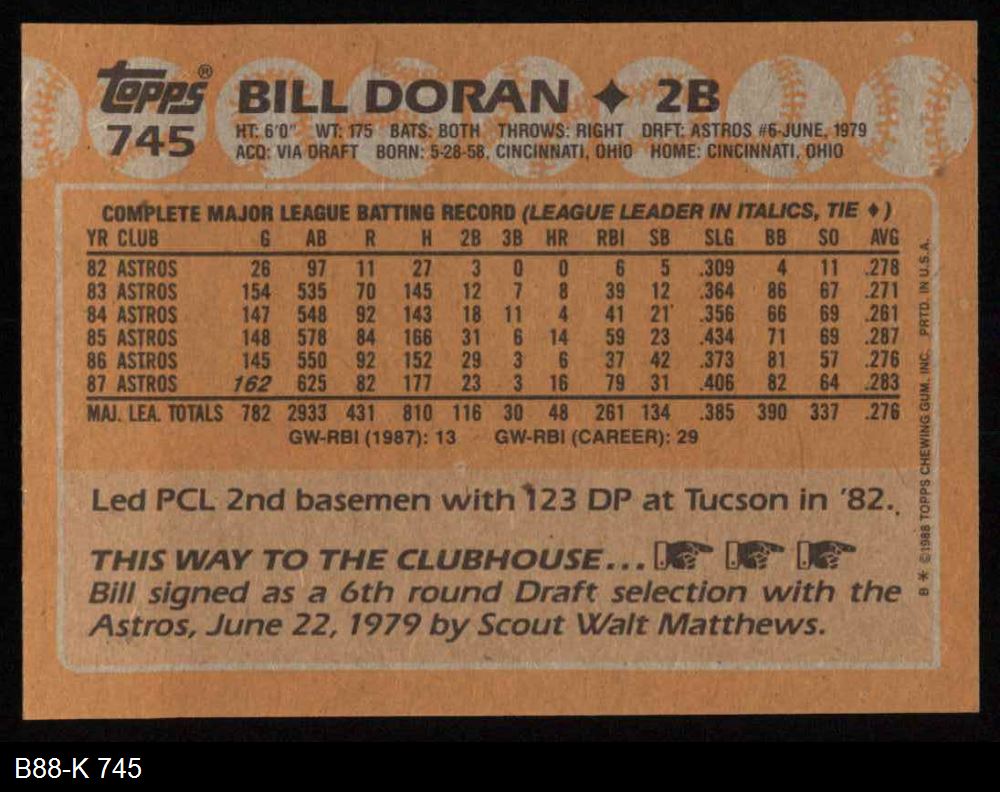 Topps® BILL DORAN ♦ 2B
745 HT: 6'0" WT: 175 BATS: BOTH THROWS: RIGHT DRFT: ASTROS #6-JUNE, 1979
ACQ: VIA DRAFT BORN: 5-28-58, CINCINNATI, OHIO HOME: CINCINNATI, OHIO
COMPLETE MAJOR LEAGUE BATTING RECORD (LEAGUE LEADER IN ITALICS, TIE ♦)
YR CLUB G AB R H 2B 3B HR RBI SB SLG BB SO AVG
82 ASTROS 26 97 11 27 3 0 0 6 5 .309 4 11 .278
83 ASTROS 154 535 70 145 12 7 8 39 12 .364 86 67 .271
84 ASTROS 147 548 92 143 18 11 4 41 21 .356 66 69 .261
85 ASTROS 148 578 84 166 31 6 14 59 23 .434 71 69 .287
86 ASTROS 145 550 92 152 29 3 6 37 42 .373 81 57 .276
87 ASTROS 162 625 82 177 23 3 16 79 31 .406 82 64 .283
MAJ. LEA. TOTALS 782 2933 431 810 116 30 48 261 134 .385 390 337 .276
GW-RBI (1987): 13 GW-RBI (CAREER): 29
Led PCL 2nd basemen with 123 DP at Tucson in '82.
THIS WAY TO THE CLUBHOUSE...
Bill signed as a 6th round Draft selection with the
Astros, June 22, 1979 by Scout Walt Matthews.
B * © 1988 TOPPS CHEWING GUM, INC. PRTD. IN U.S.A.
B88-K 745